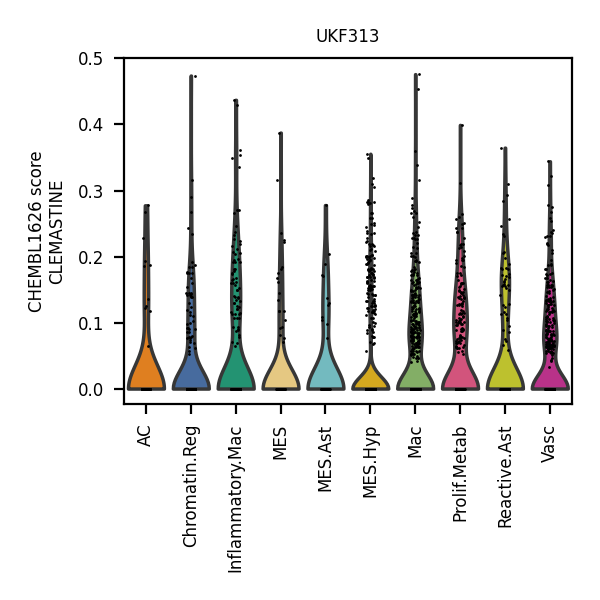 UKF313
CHEMBL1626 score
CLEMASTINE
0.5
0.4
0.3
0.2
0.1
0.0
AC
Chromatin.Reg
Inflammatory.Mac
MES
MES.Ast
MES.Hyp
Mac
Prolif.Metab
Reactive.Ast
Vasc